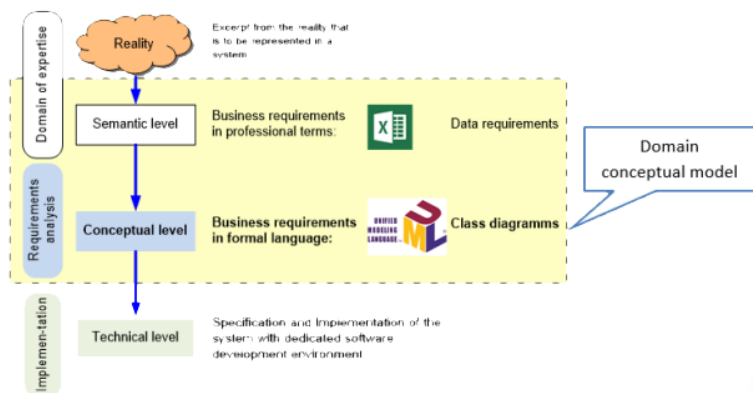 Domain of expertise
Reality
Excerpt from the reality that
is to be represented in a
system
Semantic level
Business requirements
in professional terms:
X
Data requirements
Domain
conceptual model
Requirements
analysis
Conceptual level
Business requirements
in formal language:
UNIFIED
MODELING
LANGUAGE
UML
Class diagramms
Implemen-tation
Technical level
Specification and Implementation of the
system with dedicated software
development environment